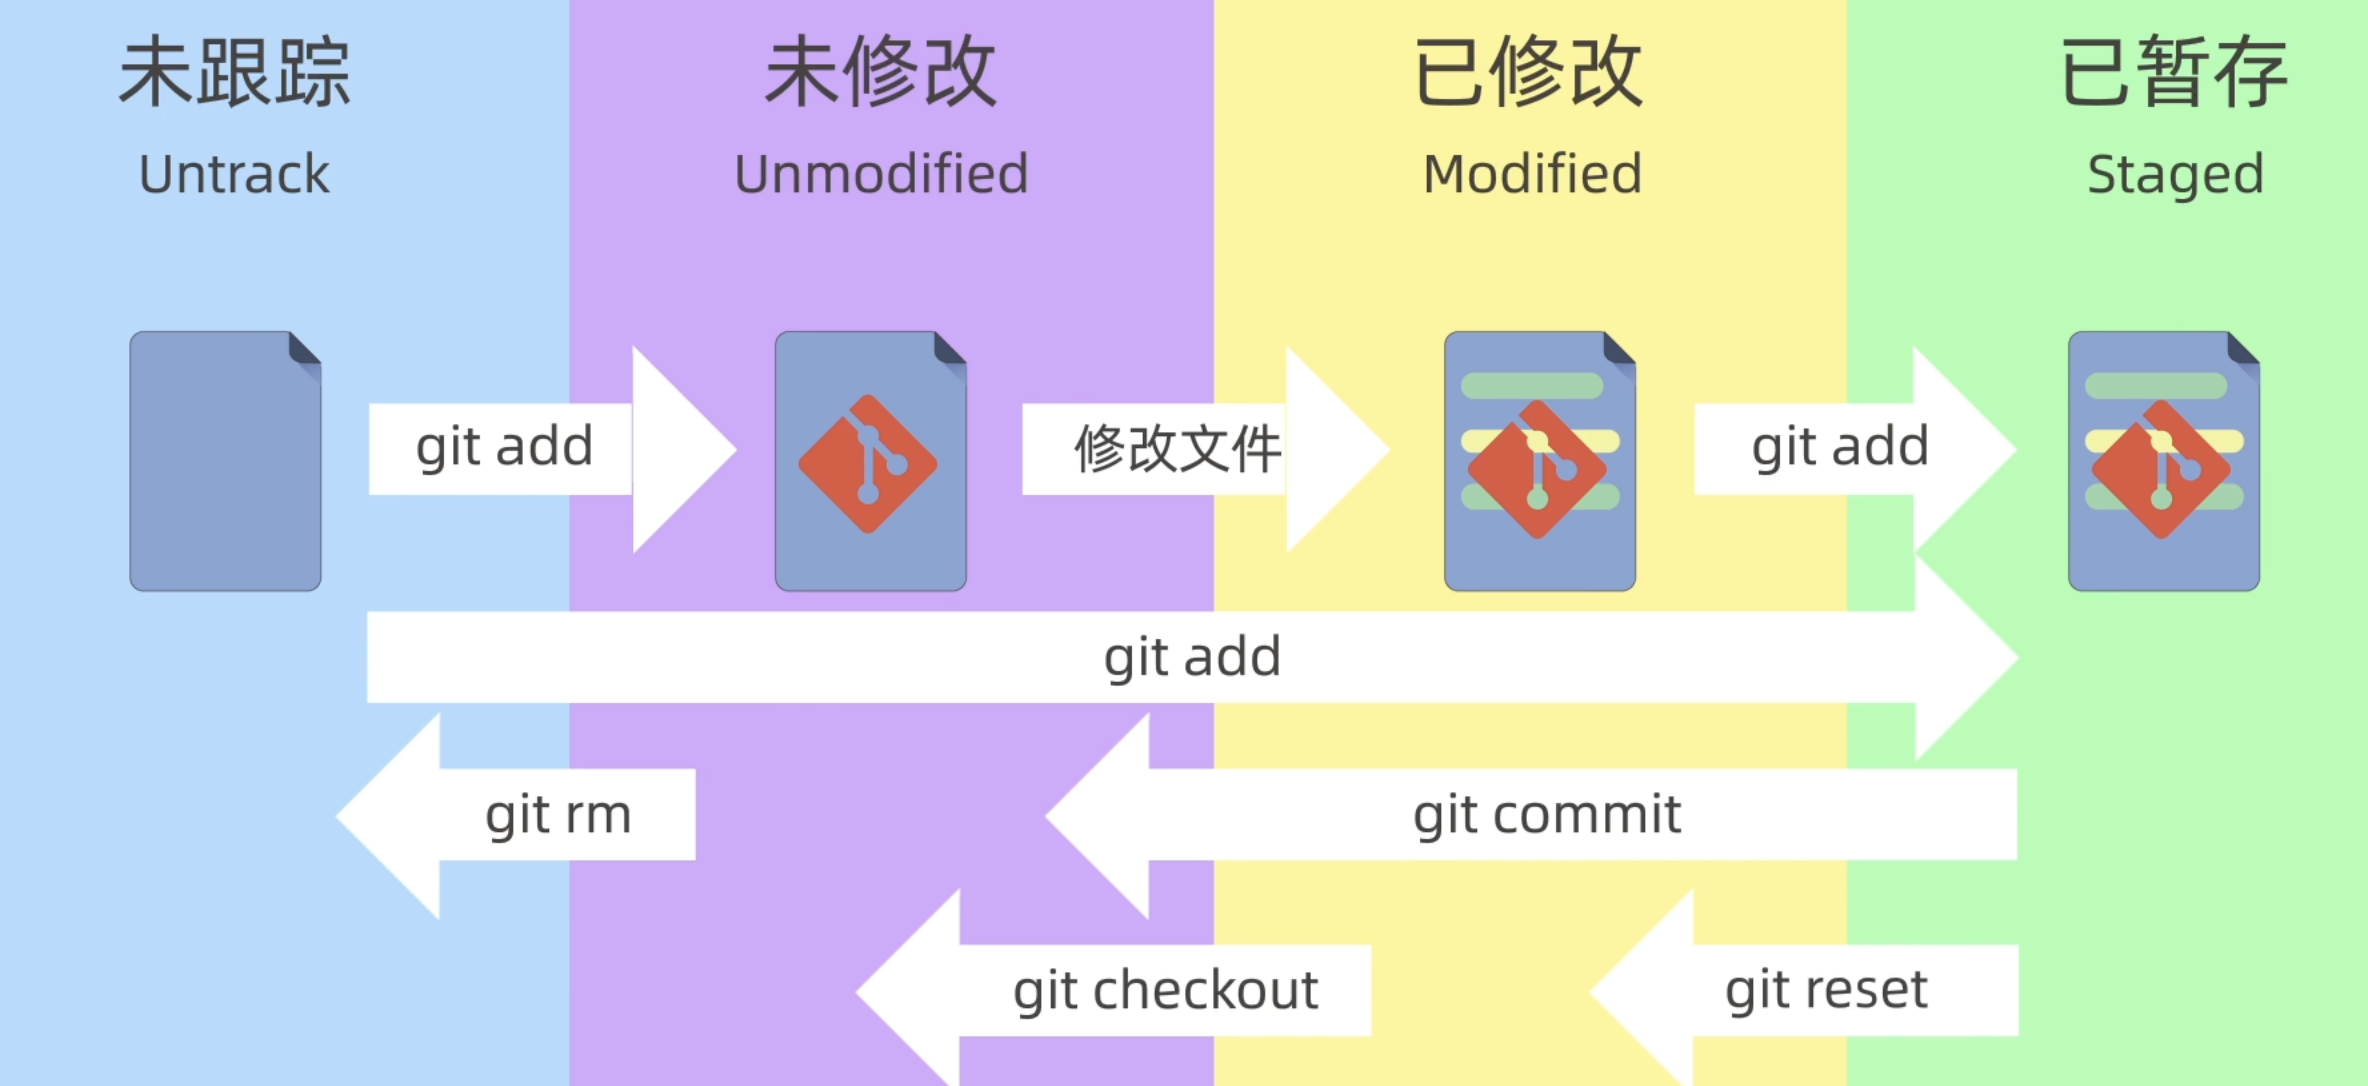 未跟踪
未修改
已修改
已暂存
Untrack
Unmodified
Modified
Staged
git add
修改文件
git add
git add
git rm
git commit
git checkout
git reset